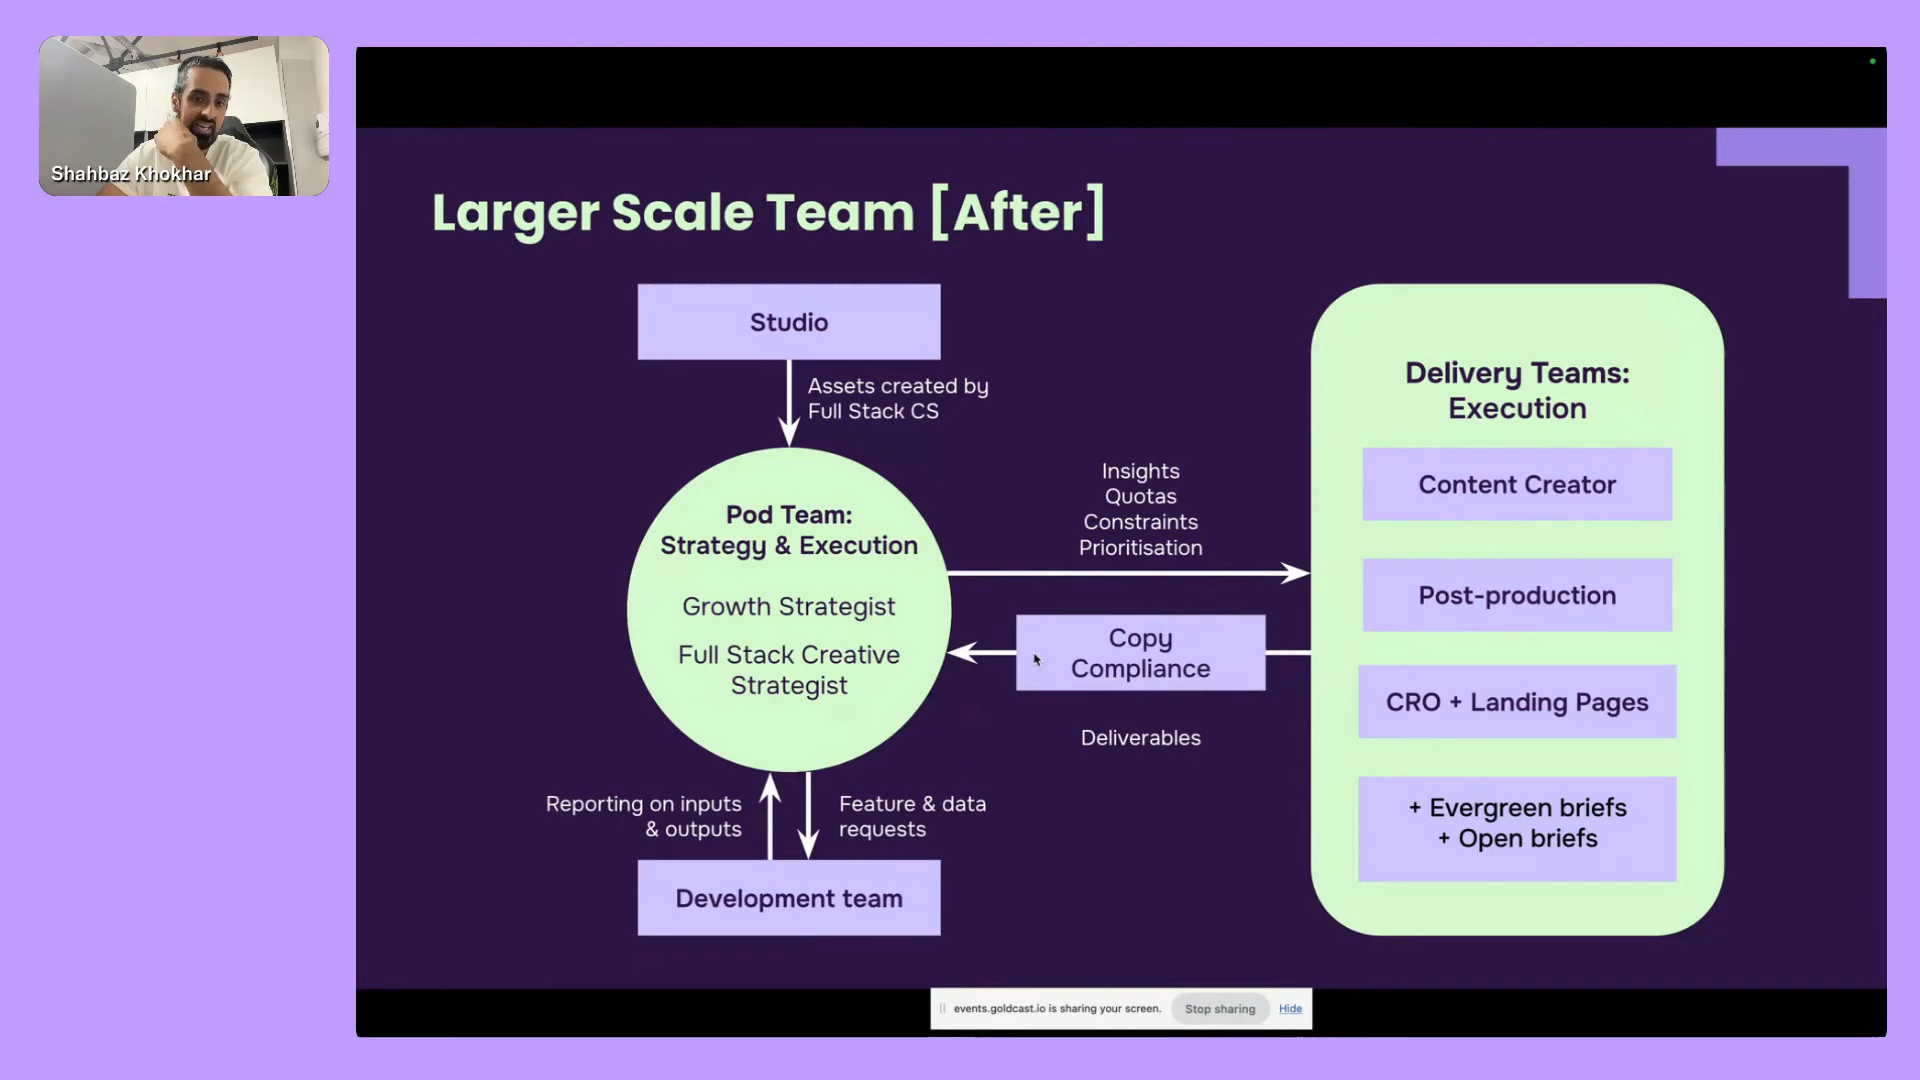 Shahbaz Khokhar
Larger Scale Team [After]
Studio
Assets created by
Full Stack CS
Pod Team:
Strategy & Execution
Growth Strategist
Full Stack Creative
Strategist
Insights
Quotas
Constraints
Prioritisation
Copy
Compliance
Deliverables
Reporting on inputs
& outputs
Feature & data
requests
Development team
Delivery Teams:
Execution
Content Creator
Post-production
CRO + Landing Pages
+ Evergreen briefs
+ Open briefs
events.goldcast.io is sharing your screen.
Stop sharing
Hide